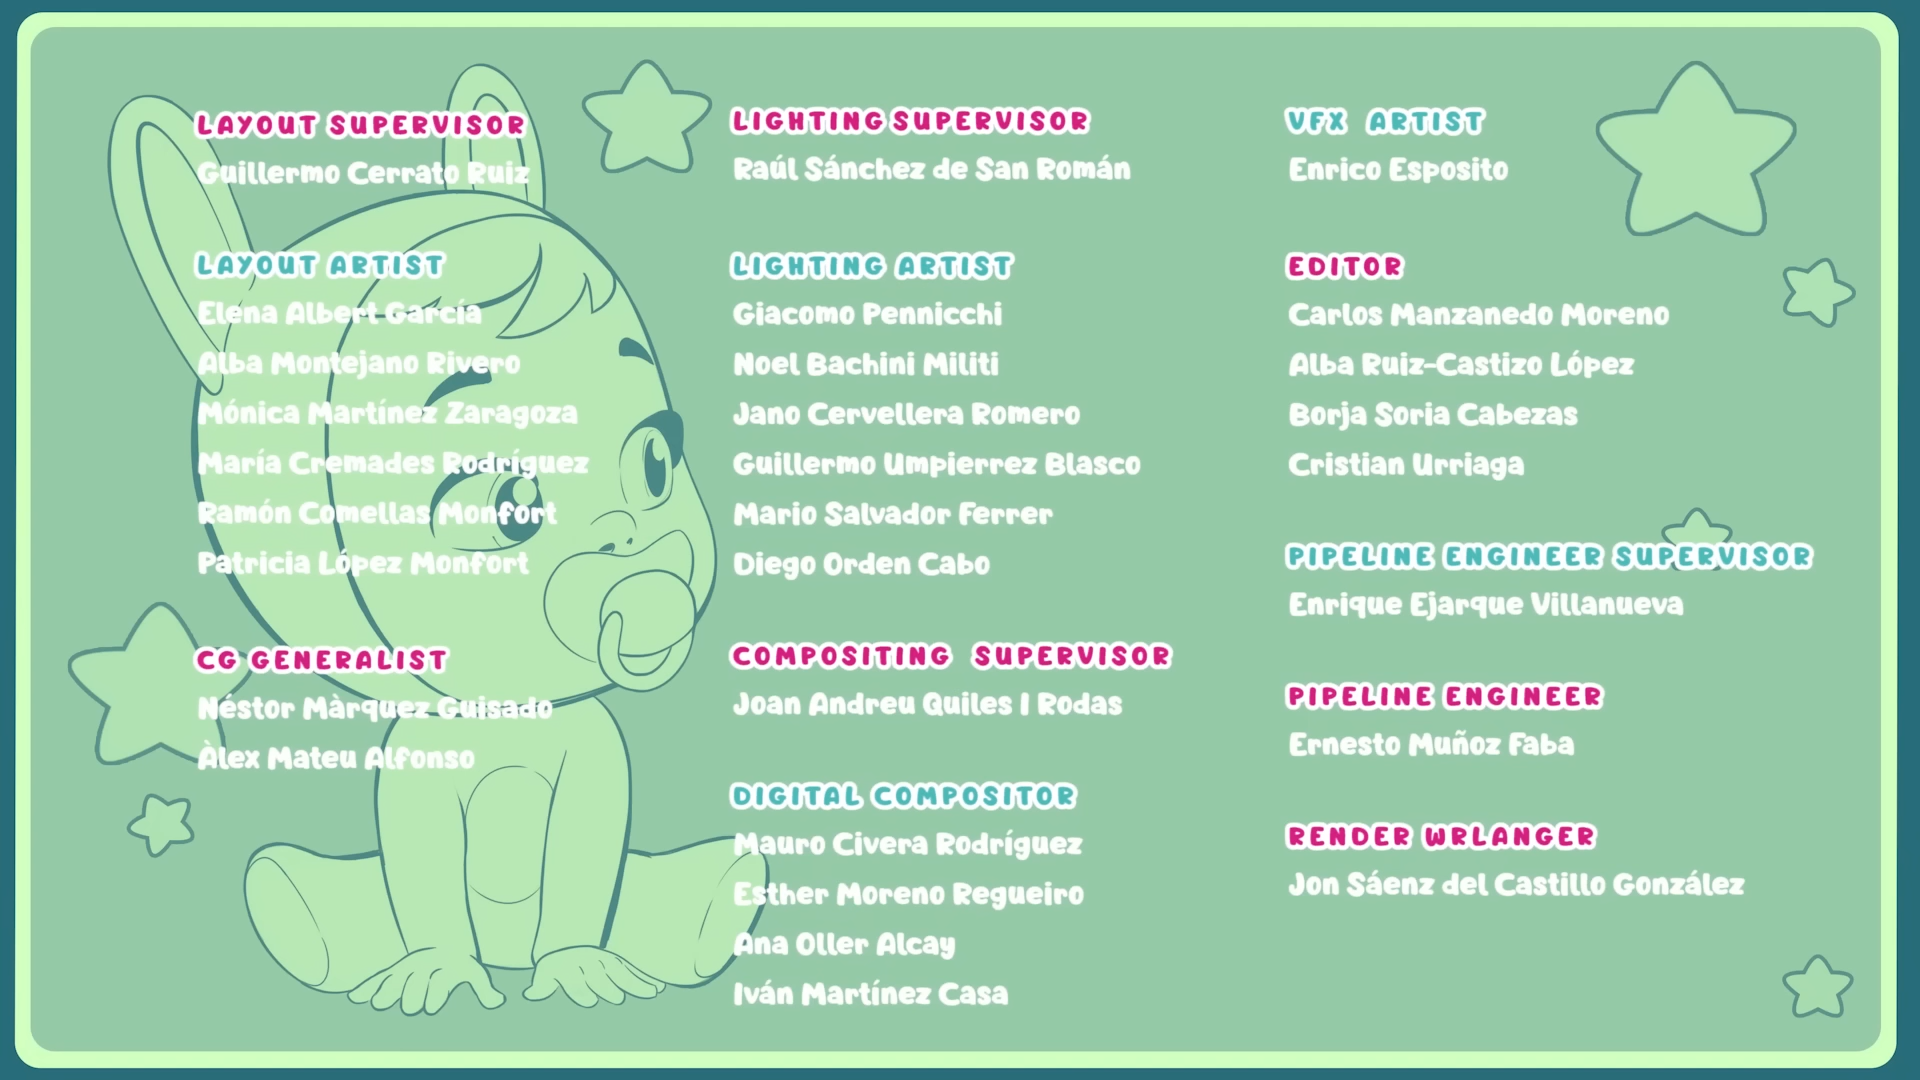 LAYOUT SUPERVISOR
Guillermo Cerrato Ruiz
LAYOUT ARTIST
Elena Albert García
Alba Montejano Rivero
Mónica Martínez Zaragoza
María Cremades Rodríguez
Ramón Comellas Monfort
Patricia López Monfort
CG GENERALIST
Néstor Màrquez Guisado
Àlex Mateu Alfonso
LIGHTING SUPERVISOR
Raúl Sánchez de San Román
LIGHTING ARTIST
Giacomo Pennicchi
Noel Bachini Militi
Jano Cervellera Romero
Guillermo Umpierrez Blasco
Mario Salvador Ferrer
Diego Orden Cabo
COMPOSITING SUPERVISOR
Joan Andreu Quiles I Rodas
DIGITAL COMPOSITOR
Mauro Civera Rodríguez
Esther Moreno Regueiro
Ana Oller Alcay
Iván Martínez Casa
VFX ARTIST
Enrico Esposito
EDITOR
Carlos Manzanedo Moreno
Alba Ruiz-Castizo López
Borja Soria Cabezas
Cristian Urriaga
PIPELINE ENGINEER SUPERVISOR
Enrique Ejarque Villanueva
PIPELINE ENGINEER
Ernesto Muñoz Faba
RENDER WRLANGER
Jon Sáenz del Castillo González